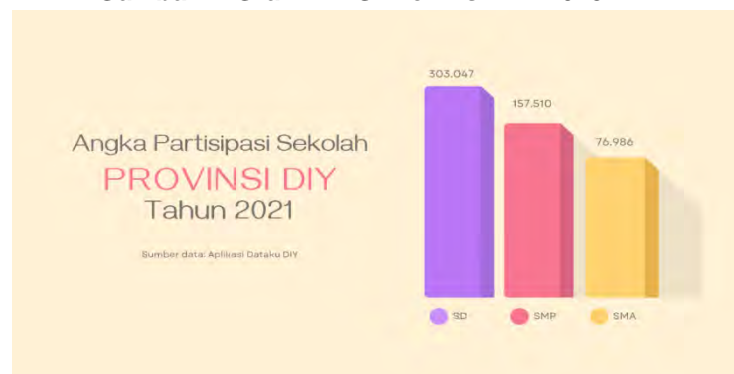 Angka Partisipasi Sekolah
PROVINSI DIY
Tahun 2021
Sumber data: Aplikasi Dataku DIY
303.047
157.510
76.986
SD
SMP
SMA